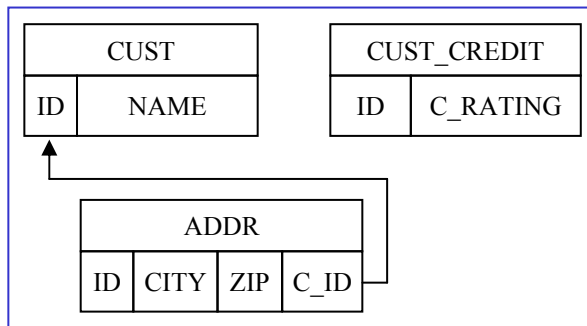 CUST
ID NAME
CUST_CREDIT
ID C_RATING
ADDR
ID CITY ZIP C_ID